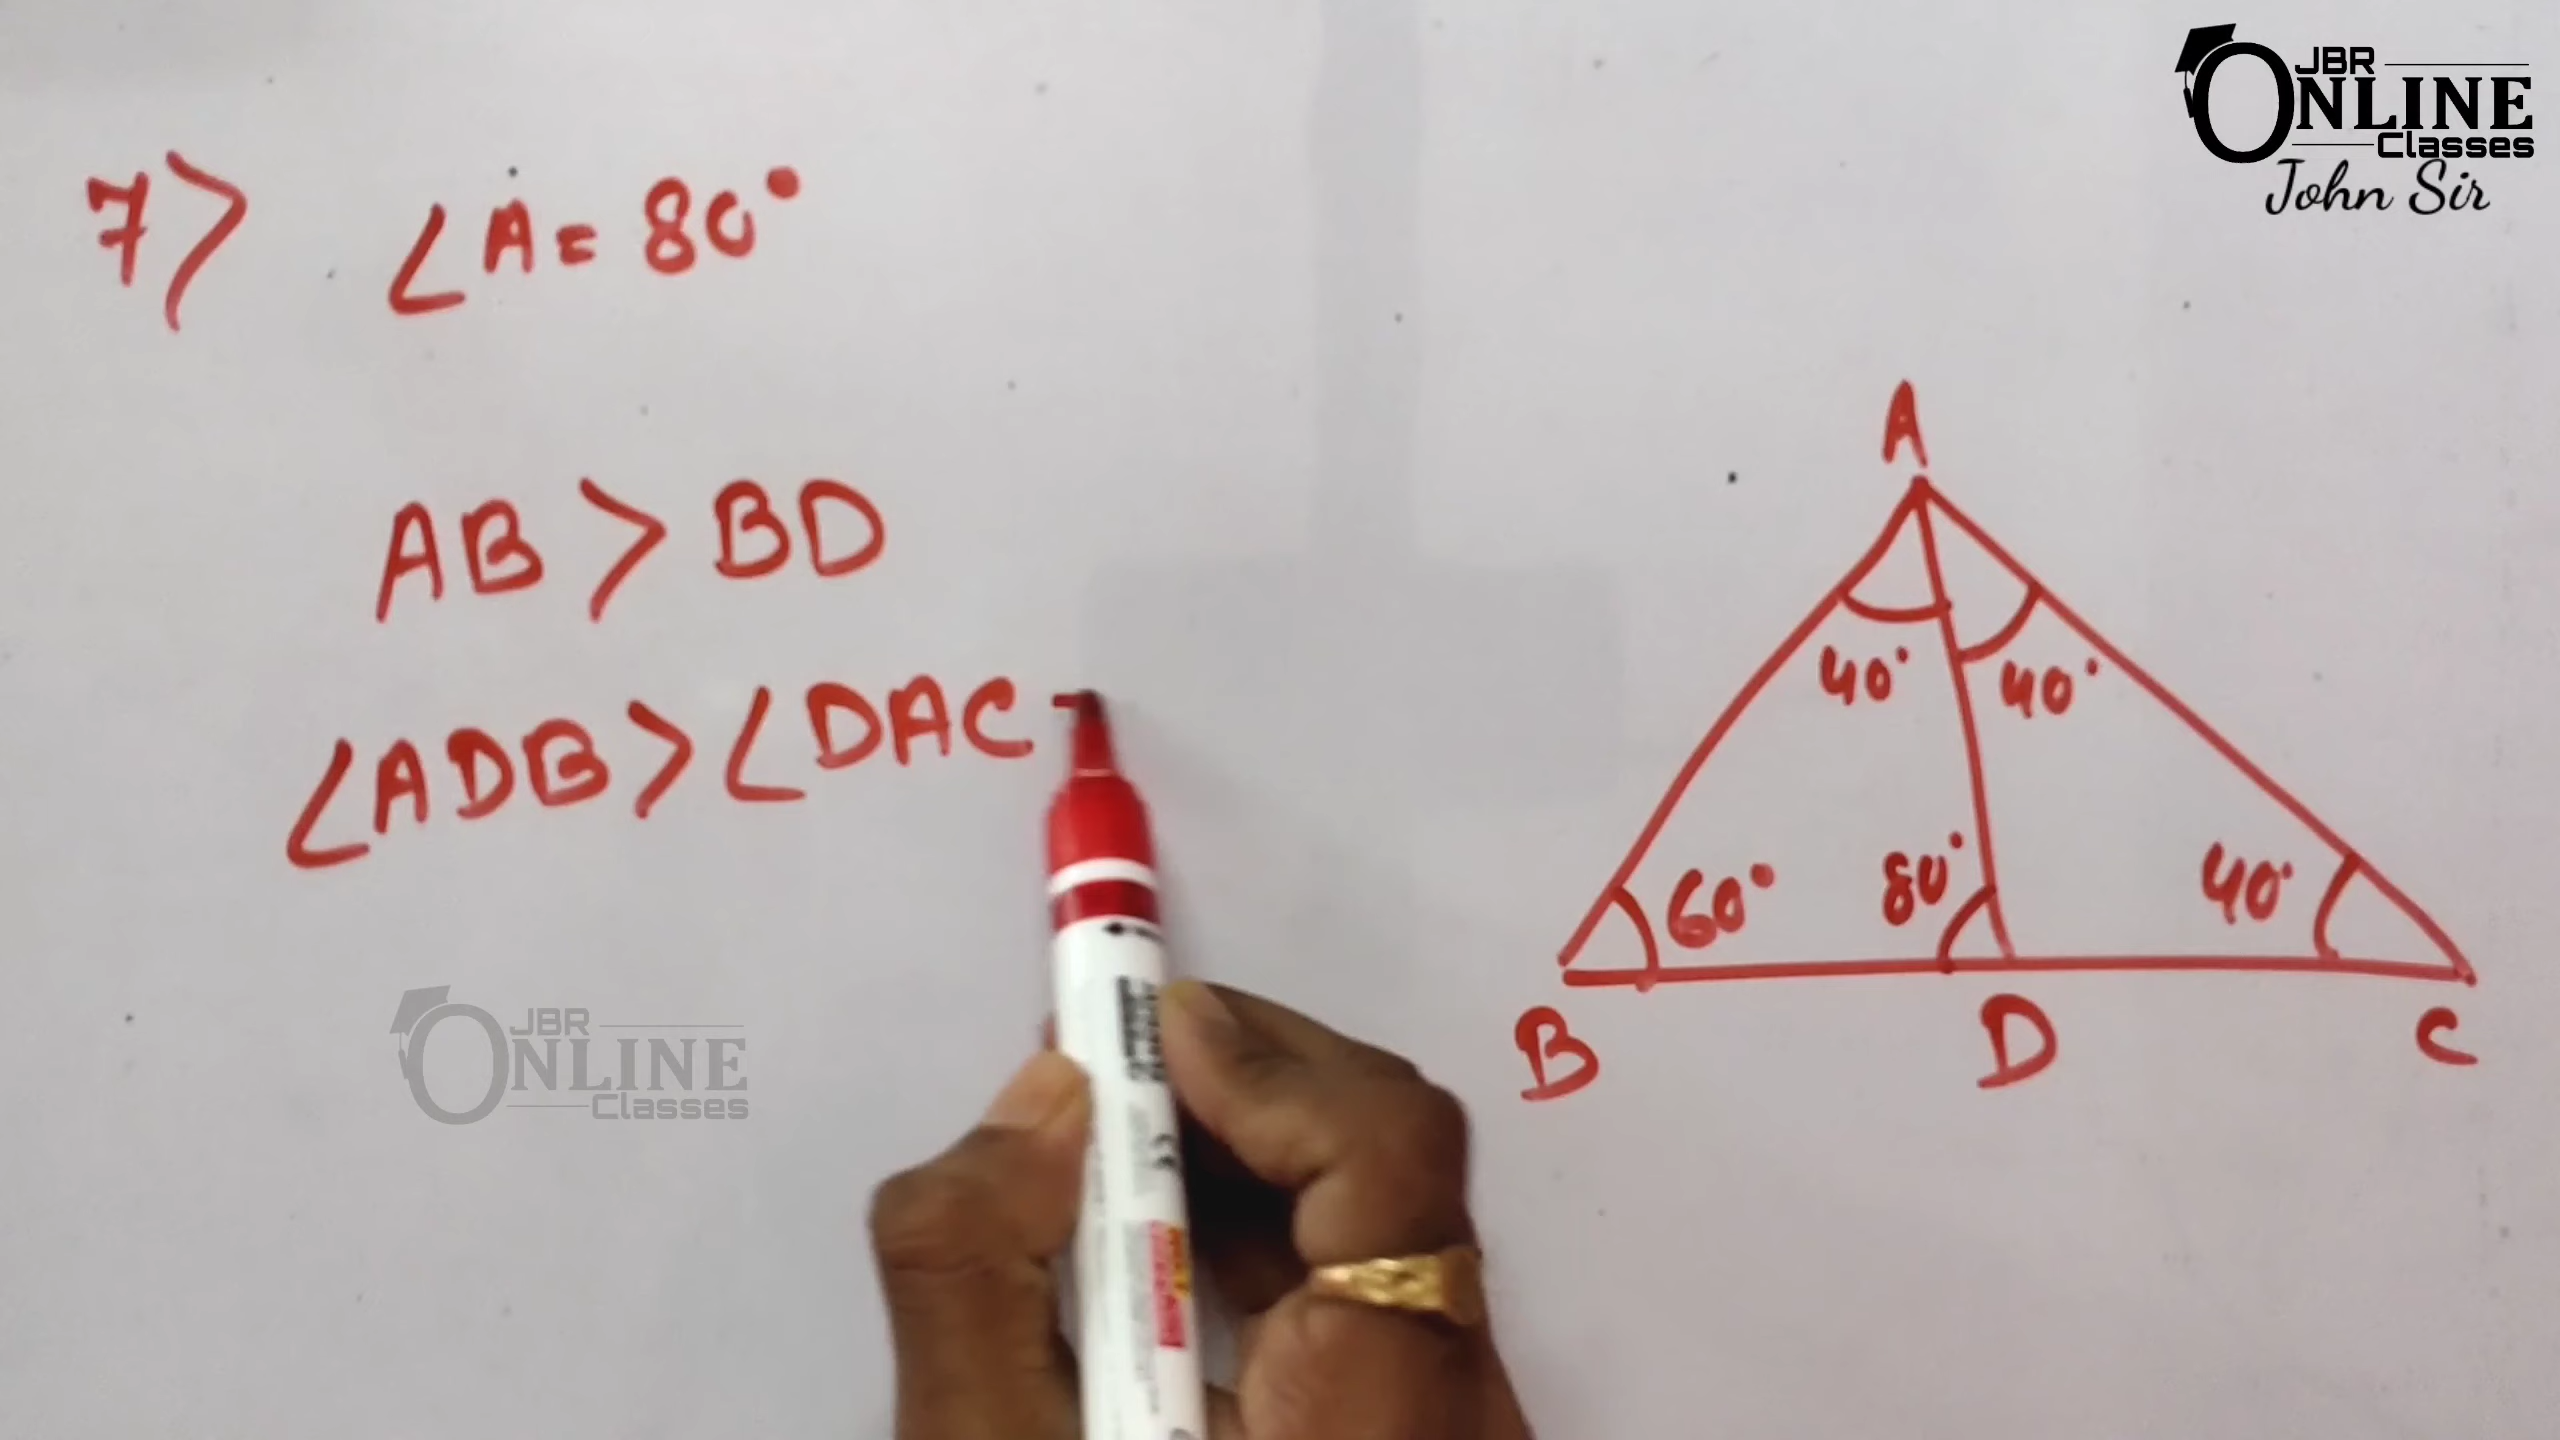 JBR
ONLINE
Classes
John Sir
7> ∠A = 80°
AB > BD
∠ADB > ∠DAC -
A
40° 40°
60° 80° 40°
B D C
JBR
ONLINE
Classes
CE